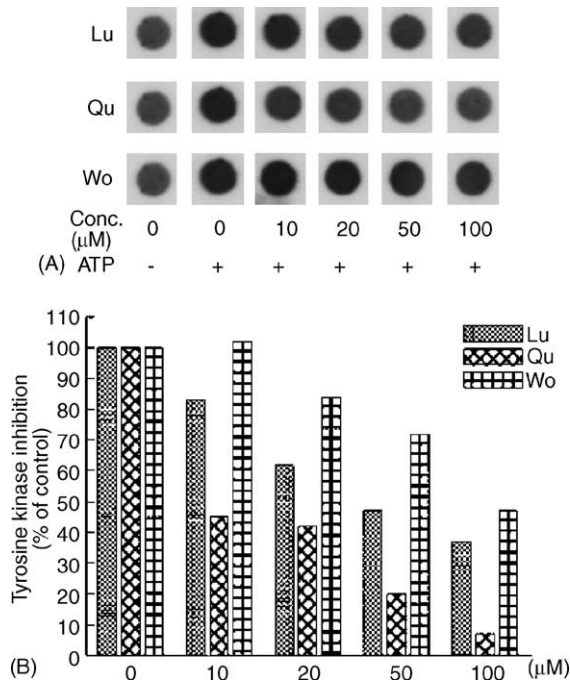 Lu
Qu
Wo
Conc. (μM) 0 0 10 20 50 100
(A) ATP - + + + + +
Tyrosine kinase inhibition (% of control)
110
100
90
80
70
60
50
40
30
20
10
0
Lu
Qu
Wo
(B) 0 10 20 50 100 (μM)